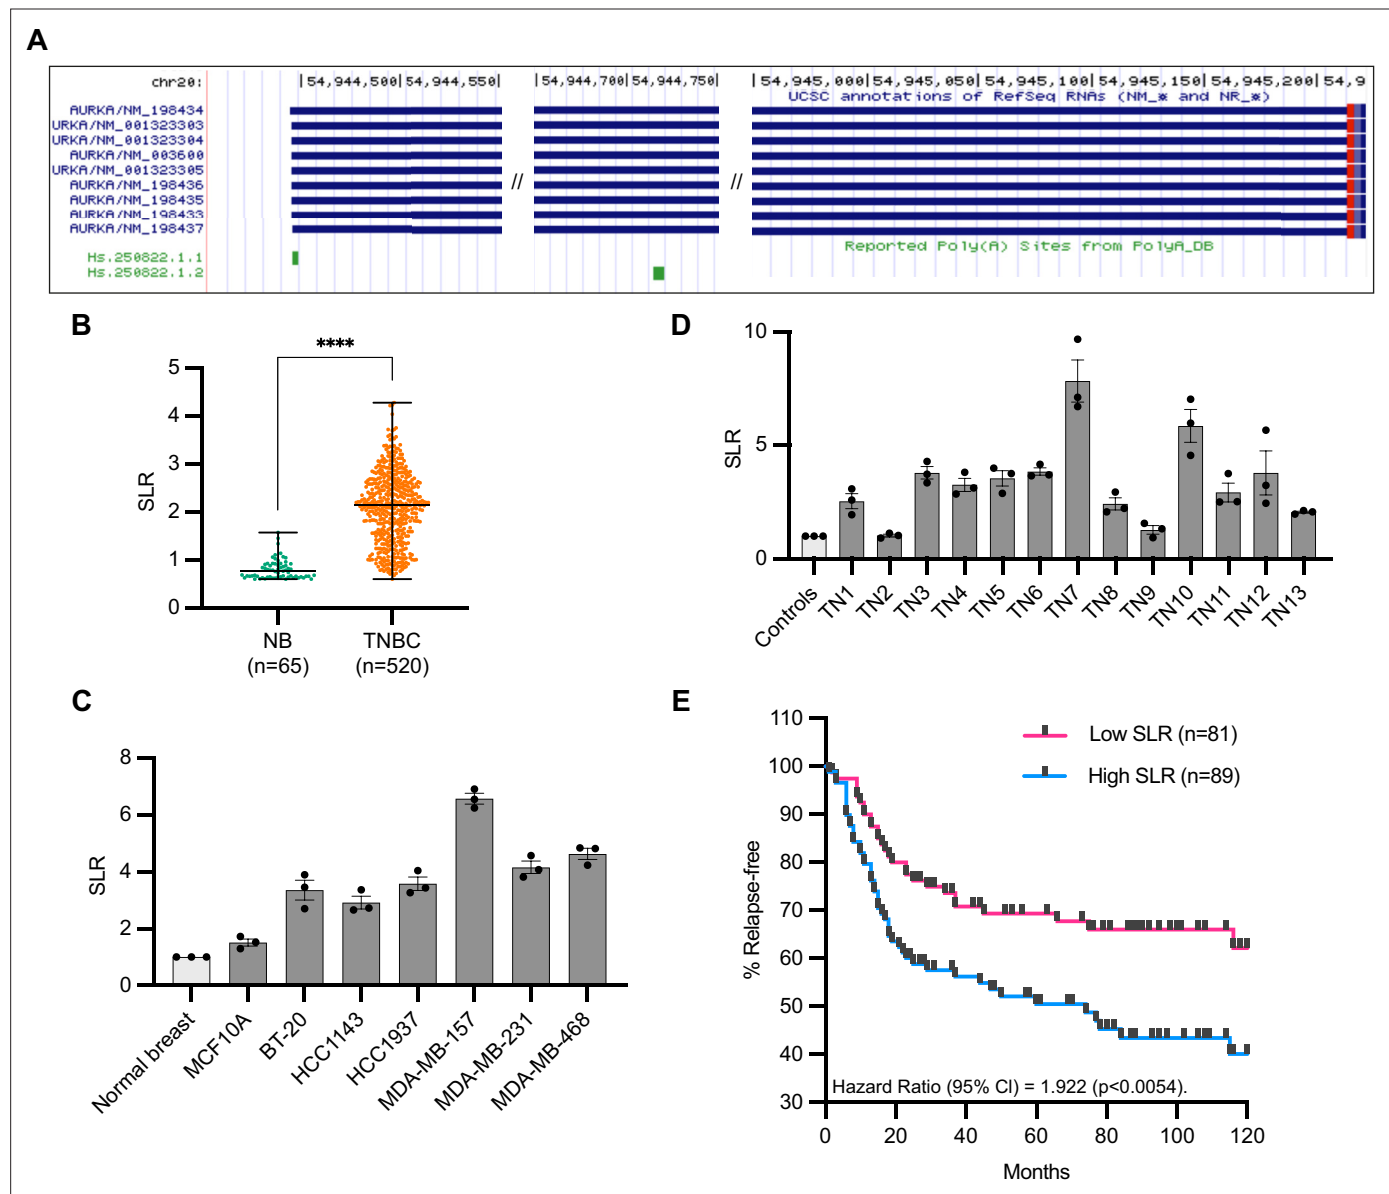 A
chr20: |54,944,500| 54,944,550| |54,944,700| 54,944,750| |54,945,000| 54,945,050| 54,945,100| 54,945,150| 54,945,200| 54,9
UCSC annotations of RefSeq RNAs (NM_* and NR_*)
AURKA/NM_198434
URKA/NM_001323303
URKA/NM_001323304
AURKA/NM_003600
URKA/NM_001323305
AURKA/NM_198436
// //
AURKA/NM_198435
AURKA/NM_198433
AURKA/NM_198437
Reported Poly(A) Sites from PolyA_DB
Hs.250822.1.1
Hs.250822.1.2
B
****
SLR
5
4
3
2
1
0
NB
(n=65)
TNBC
(n=520)
D
SLR
10
5
0
Controls
TN1
TN2
TN3
TN4
TN5
TN6
TN7
TN8
TN9
TN10
TN11
TN12
TN13
C
SLR
8
6
4
2
0
Normal breast
MCF10A
BT-20
HCC1143
HCC1937
MDA-MB-157
MDA-MB-231
MDA-MB-468
E
% Relapse-free
110
100
90
80
70
60
50
40
30
Low SLR (n=81)
High SLR (n=89)
Hazard Ratio (95% CI) = 1.922 (p<0.0054).
0 20 40 60 80 100 120
Months